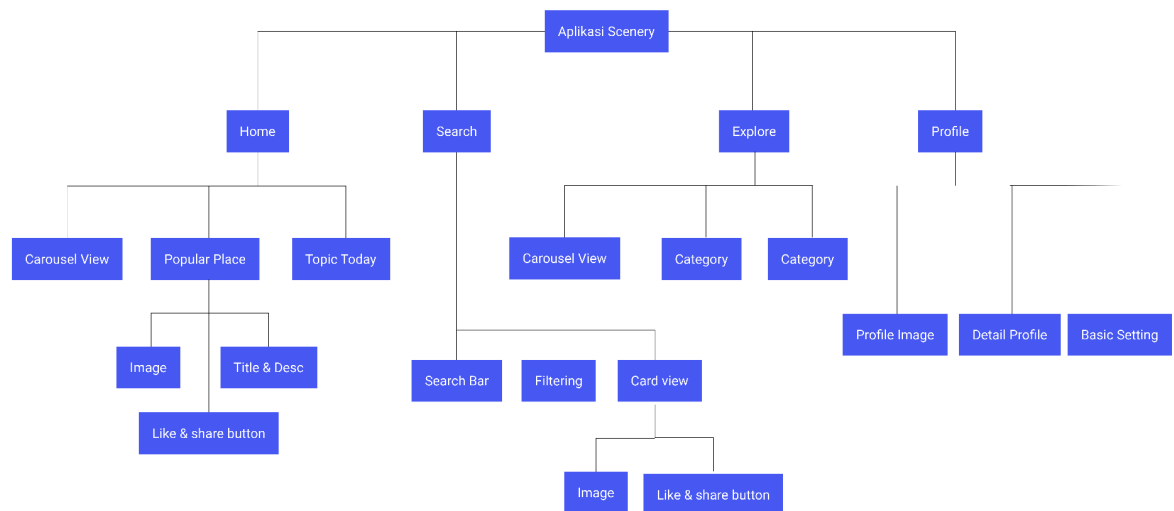 Aplikasi Scenery
Home
Search
Explore
Profile
Carousel View
Popular Place
Topic Today
Carousel View
Category
Category
Profile Image
Detail Profile
Basic Setting
Image
Title & Desc
Search Bar
Filtering
Card view
Like & share button
Image
Like & share button